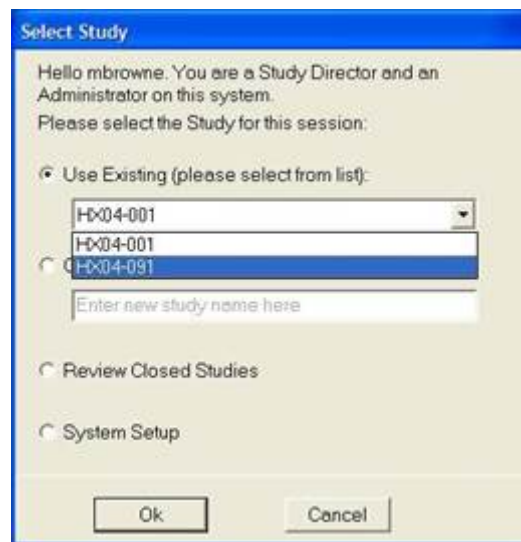 Select Study
Hello mbrowne. You are a Study Director and an
Administrator on this system.
Please select the Study for this session:
Use Existing (please select from list):
HX04-001
HX04-001
HX04-091
Enter new study name here
Review Closed Studies
System Setup
Ok
Cancel